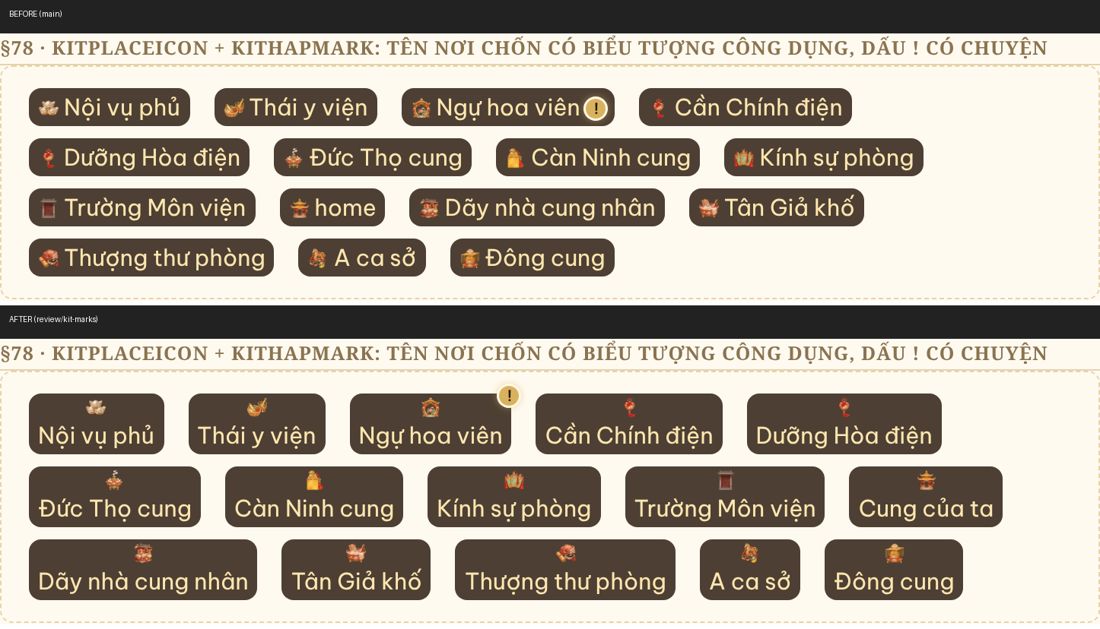 BEFORE (main)
§78 · KITPLACEICON + KITHAPMARK: TÊN NƠI CHỐN CÓ BIỂU TƯỢNG CÔNG DỤNG, DẤU ! CÓ CHUYỆN
Nội vụ phủ Thái y viện Ngự hoa viên ! Cần Chính điện
Dưỡng Hòa điện Đức Thọ cung Càn Ninh cung Kính sự phòng
Trường Môn viện home Dãy nhà cung nhân Tân Giả khố
Thượng thư phòng A ca sở Đông cung
AFTER (review/kit-marks)
§78 · KITPLACEICON + KITHAPMARK: TÊN NƠI CHỐN CÓ BIỂU TƯỢNG CÔNG DỤNG, DẤU ! CÓ CHUYỆN
!
Nội vụ phủ Thái y viện Ngự hoa viên Cần Chính điện Dưỡng Hòa điện
Đức Thọ cung Càn Ninh cung Kính sự phòng Trường Môn viện Cung của ta
Dãy nhà cung nhân Tân Giả khố Thượng thư phòng A ca sở Đông cung